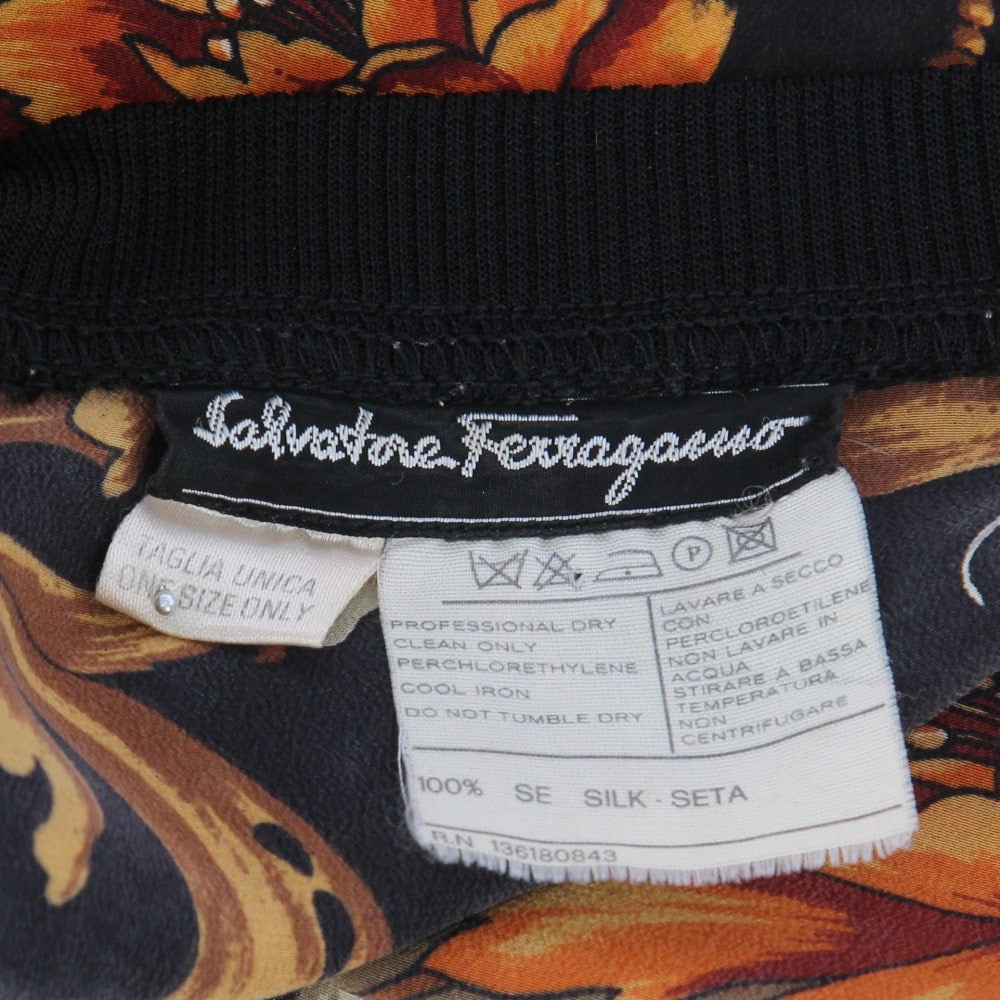 Salvatore Ferragamo
TAGLIA UNICA
ONE SIZE ONLY
P
PROFESSIONAL DRY
CLEAN ONLY
PERCHLORETHYLENE
COOL IRON
DO NOT TUMBLE DRY
LAVARE A SECCO
CON
PERCLOROETILENE
NON LAVARE IN
ACQUA
STIRARE A BASSA
TEMPERATURA
NON
CENTRIFUGARE
100% SE SILK - SETA
R.N 136180843